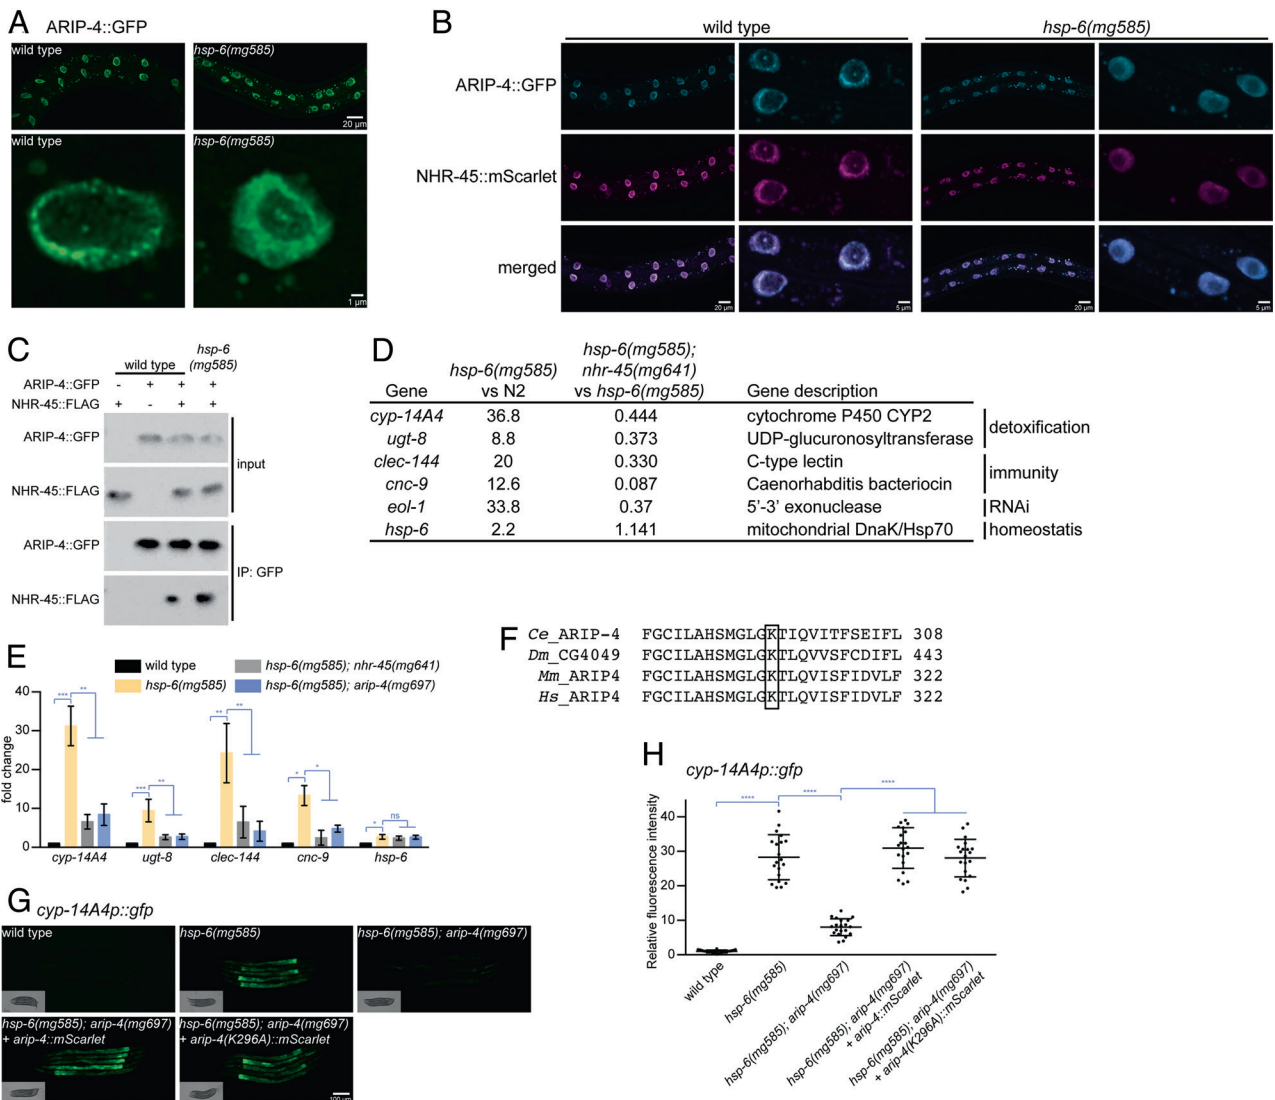 A ARIP-4::GFP
wild type
hsp-6(mg585)
20 µm
wild type
hsp-6(mg585)
1 µm
B
wild type
hsp-6(mg585)
ARIP-4::GFP
NHR-45::mScarlet
merged
20 µm
5 µm
20 µm
5 µm
C
wild type
hsp-6
(mg585)
ARIP-4::GFP - + + +
NHR-45::FLAG + - + +
ARIP-4::GFP
NHR-45::FLAG
input
ARIP-4::GFP
NHR-45::FLAG
IP: GFP
D
Gene
hsp-6(mg585)
vs N2
hsp-6(mg585);
nhr-45(mg641)
vs hsp-6(mg585)
Gene description
cyp-14A4 36.8 0.444 cytochrome P450 CYP2
ugt-8 8.8 0.373 UDP-glucuronosyltransferase
detoxification
clec-144 20 0.330 C-type lectin
cnc-9 12.6 0.087 Caenorhabditis bacteriocin
immunity
eol-1 33.8 0.37 5'-3' exonuclease RNAi
hsp-6 2.2 1.141 mitochondrial DnaK/Hsp70 homeostatis
E
wild type
hsp-6(mg585)
hsp-6(mg585); nhr-45(mg641)
hsp-6(mg585); arip-4(mg697)
fold change
40
30
20
10
0
*** **
*** **
** **
* *
* ns
cyp-14A4 ugt-8 clec-144 cnc-9 hsp-6
F
Ce_ARIP-4 FGCILAHSMGLGKTIQVITFSEIFL 308
Dm_CG4049 FGCILAHSMGLGKTLQVVSFCDIFL 443
Mm_ARIP4 FGCILAHSMGLGKTLQVISFIDVLF 322
Hs_ARIP4 FGCILAHSMGLGKTLQVISFIDVLF 322
G cyp-14A4p::gfp
wild type
hsp-6(mg585)
hsp-6(mg585); arip-4(mg697)
hsp-6(mg585); arip-4(mg697)
+ arip-4::mScarlet
hsp-6(mg585); arip-4(mg697)
+ arip-4(K296A)::mScarlet
100 µm
H
cyp-14A4p::gfp
**** **** ****
Relative fluorescence intensity
40
30
20
10
0
wild type
hsp-6(mg585)
hsp-6(mg585); arip-4(mg697)
hsp-6(mg585); arip-4(mg697)
+ arip-4::mScarlet
hsp-6(mg585); arip-4(mg697)
+ arip-4(K296A)::mScarlet